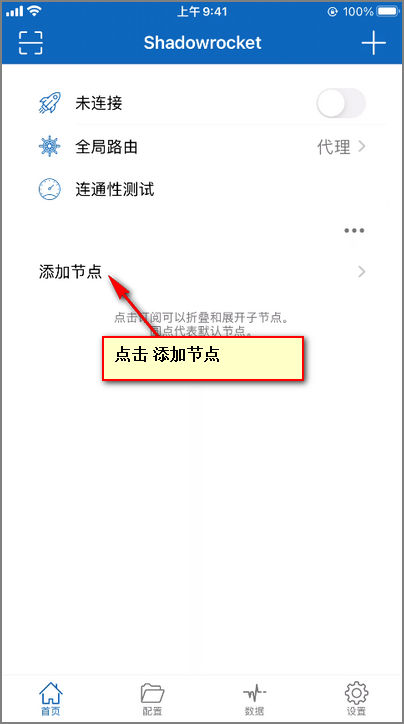 上午 9:41
100%
Shadowrocket
未连接
全局路由
代理
连通性测试
添加节点
点击订阅可以折叠和展开子节点。
圆点代表默认节点。
点击 添加节点
首页
配置
数据
设置